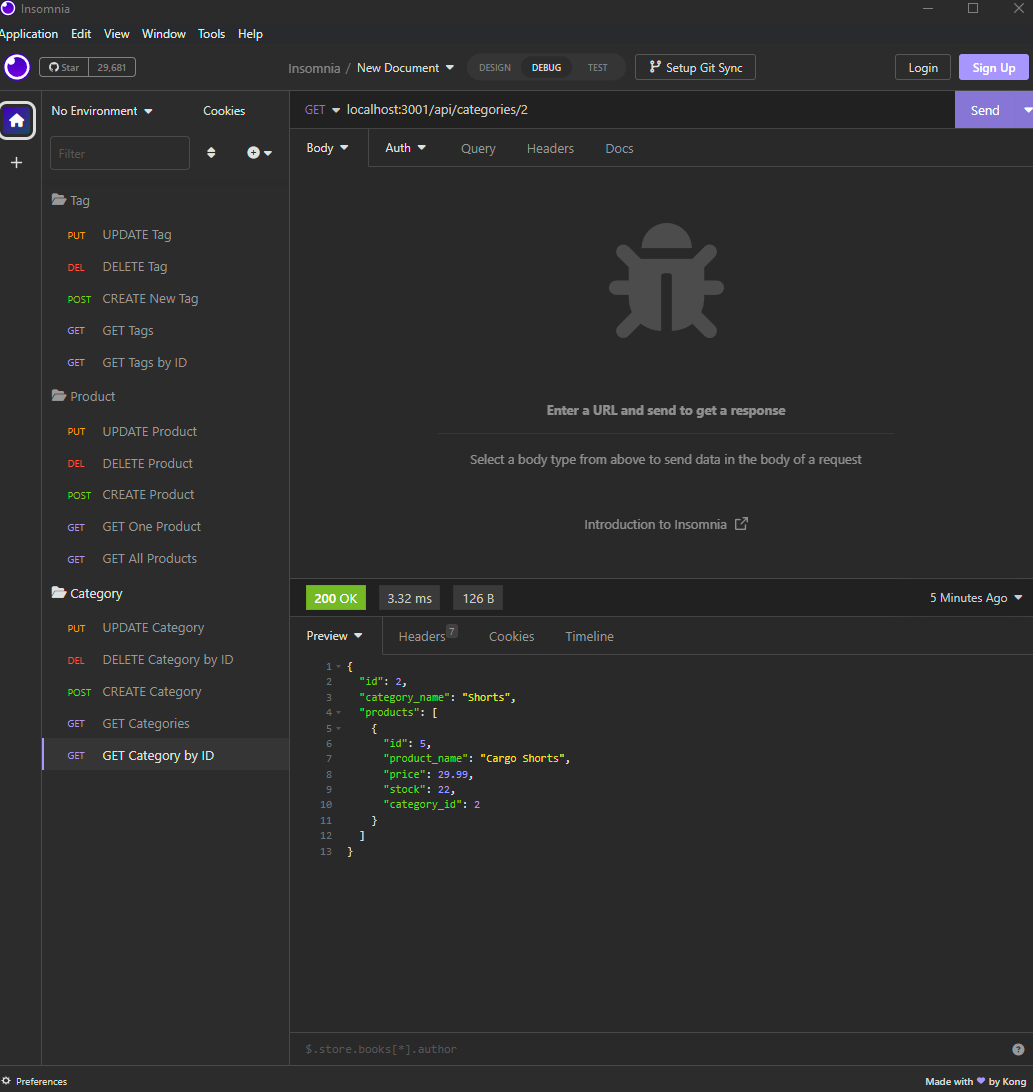 Insomnia
Application Edit View Window Tools Help
Star 29,681 Insomnia / New Document DESIGN DEBUG TEST Setup Git Sync Login Sign Up
No Environment Cookies
GET localhost:3001/api/categories/2 Send
Filter
Body Auth Query Headers Docs
Tag
PUT UPDATE Tag
DEL DELETE Tag
POST CREATE New Tag
GET GET Tags
GET GET Tags by ID
Product
PUT UPDATE Product
DEL DELETE Product
POST CREATE Product
GET GET One Product
GET GET All Products
Category
PUT UPDATE Category
DEL DELETE Category by ID
POST CREATE Category
GET GET Categories
GET GET Category by ID
Enter a URL and send to get a response
Select a body type from above to send data in the body of a request
Introduction to Insomnia
200 OK 3.32 ms 126 B 5 Minutes Ago
Preview Headers 7 Cookies Timeline
1 {
2 "id": 2,
3 "category_name": "Shorts",
4 "products": [
5 {
6 "id": 5,
7 "product_name": "Cargo Shorts",
8 "price": 29.99,
9 "stock": 22,
10 "category_id": 2
11 }
12 ]
13 }
$.store.books[*].author
Preferences Made with ♥ by Kong